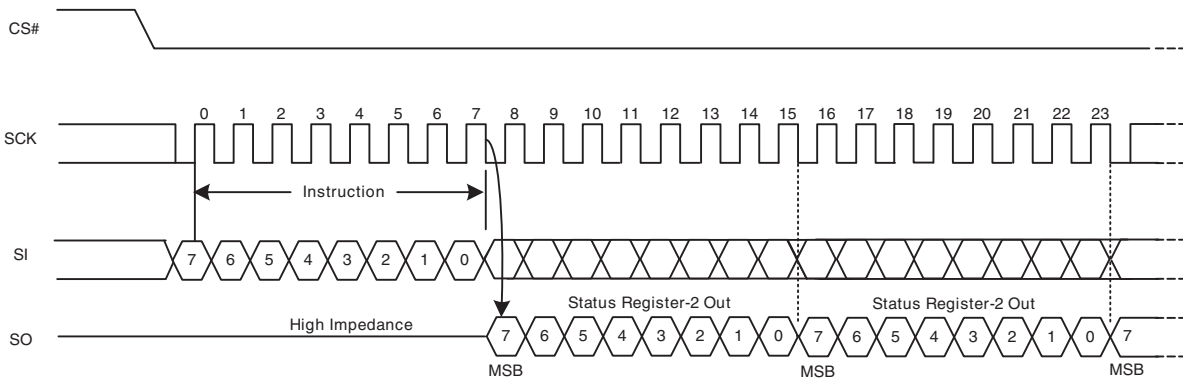 CS#
0 1 2 3 4 5 6 7 8 9 10 11 12 13 14 15 16 17 18 19 20 21 22 23
SCK
Instruction
SI
7 6 5 4 3 2 1 0
Status Register-2 Out Status Register-2 Out
High Impedance
SO
7 6 5 4 3 2 1 0 7 6 5 4 3 2 1 0 7
MSB MSB MSB